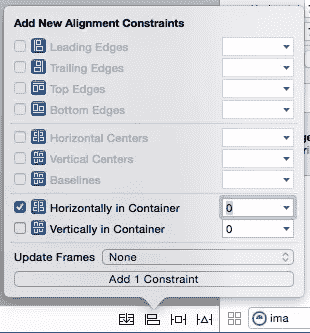 Add New Alignment Constraints
Leading Edges
Trailing Edges
Top Edges
Bottom Edges
Horizontal Centers
Vertical Centers
Baselines
Horizontally in Container 0
Vertically in Container 0
Update Frames None
Add 1 Constraint
ima